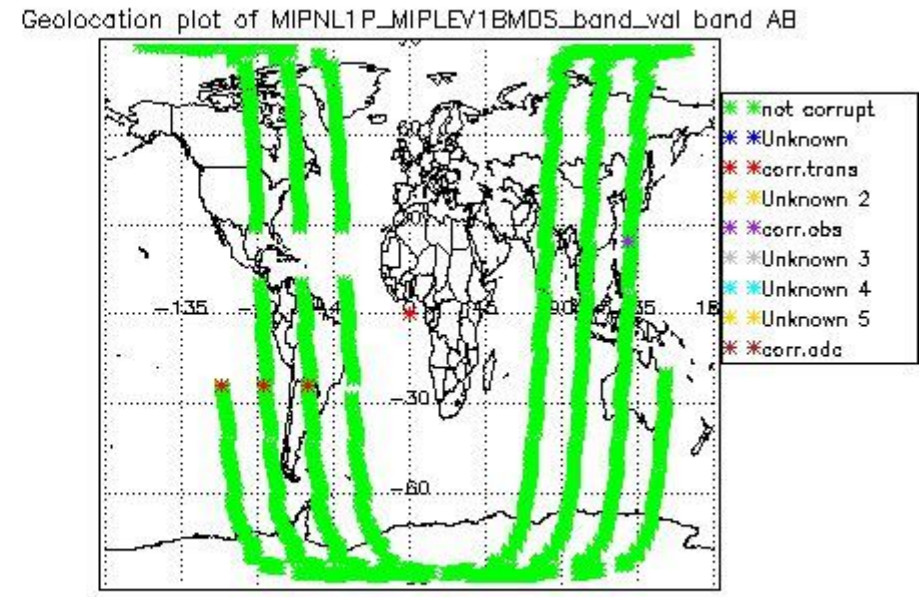 Geolocation plot of MIPNL1P_MIPLEV1BMDS_band_val band AB
not corrupt
Unknown
corr.trans
Unknown 2
corr.obs
Unknown 3
Unknown 4
Unknown 5
corr.adc
60
-135
-30
-60